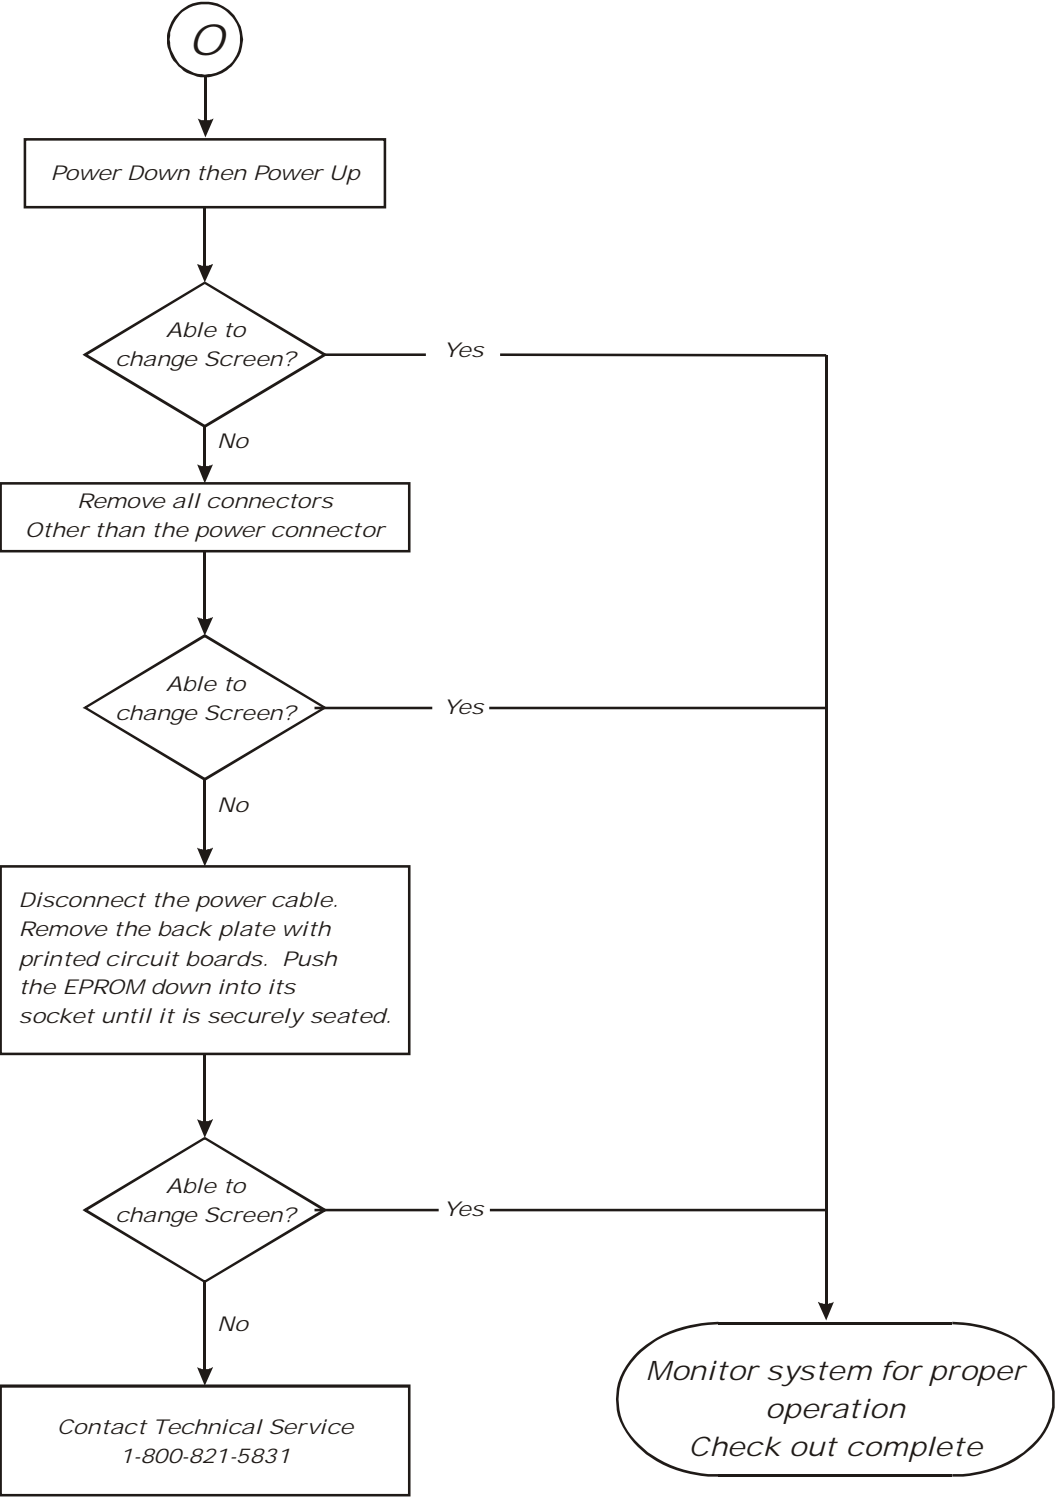 O
Power Down then Power Up
Able to
change Screen?
Yes
No
Remove all connectors
Other than the power connector
Able to
change Screen?
Yes
No
Disconnect the power cable.
Remove the back plate with
printed circuit boards.  Push
the EPROM down into its
socket until it is securely seated.
Able to
change Screen?
Yes
No
Contact Technical Service
1-800-821-5831
Monitor system for proper
operation
Check out complete